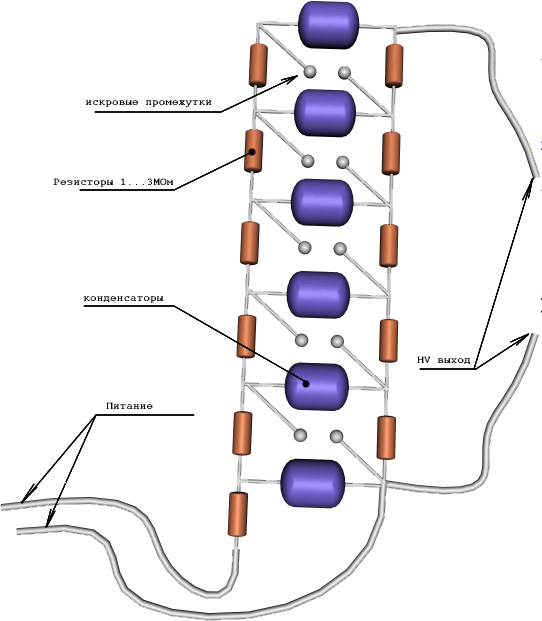 искровые промежутки
Резисторы 1...3МОм
конденсаторы
HV выход
Питание